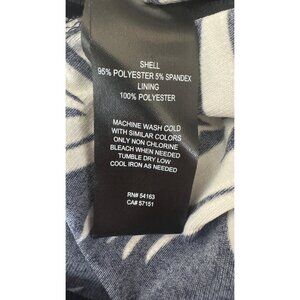 SHELL
95% POLYESTER 5% SPANDEX
LINING
100% POLYESTER
MACHINE WASH COLD
WITH SIMILAR COLORS
ONLY NON CHLORINE
BLEACH WHEN NEEDED
TUMBLE DRY LOW
COOL IRON AS NEEDED
RN# 54163
CA# 57151